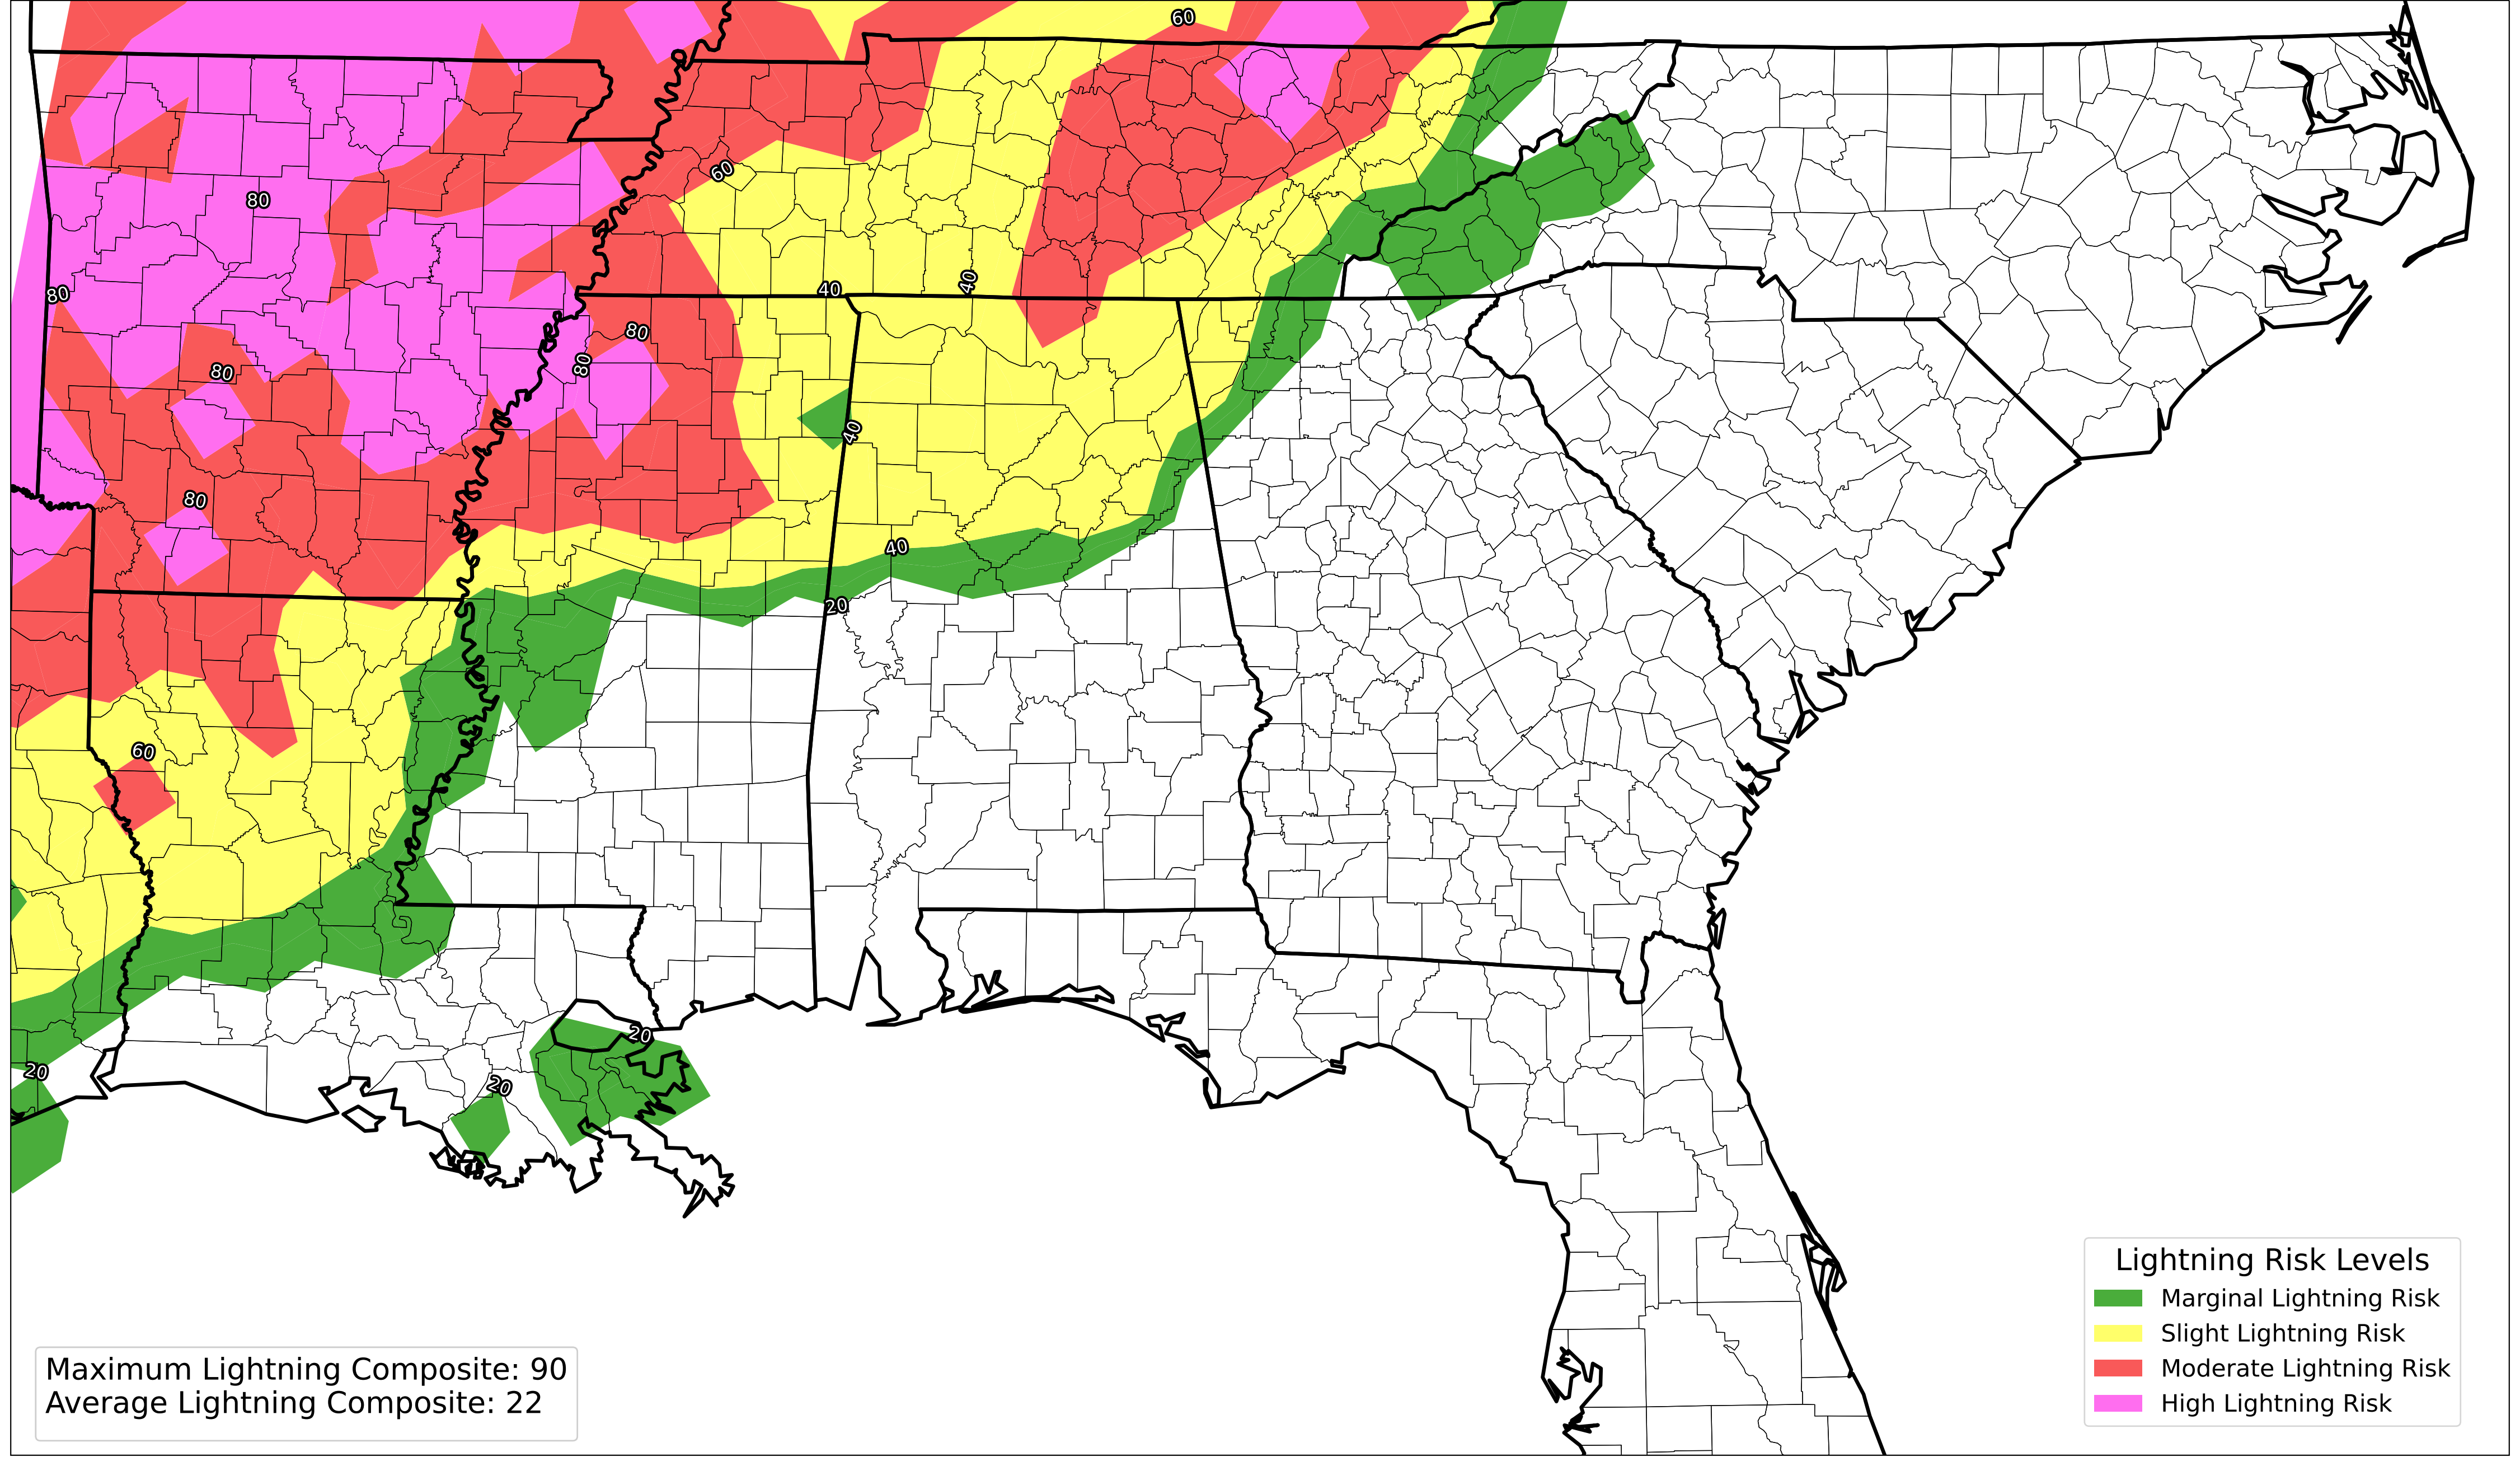 60
60
80
40
40
80
80
80
80
40
80
40
20
60
20
20
20
Lightning Risk Levels
Marginal Lightning Risk
Slight Lightning Risk
Moderate Lightning Risk
High Lightning Risk
Maximum Lightning Composite: 90
Average Lightning Composite: 22